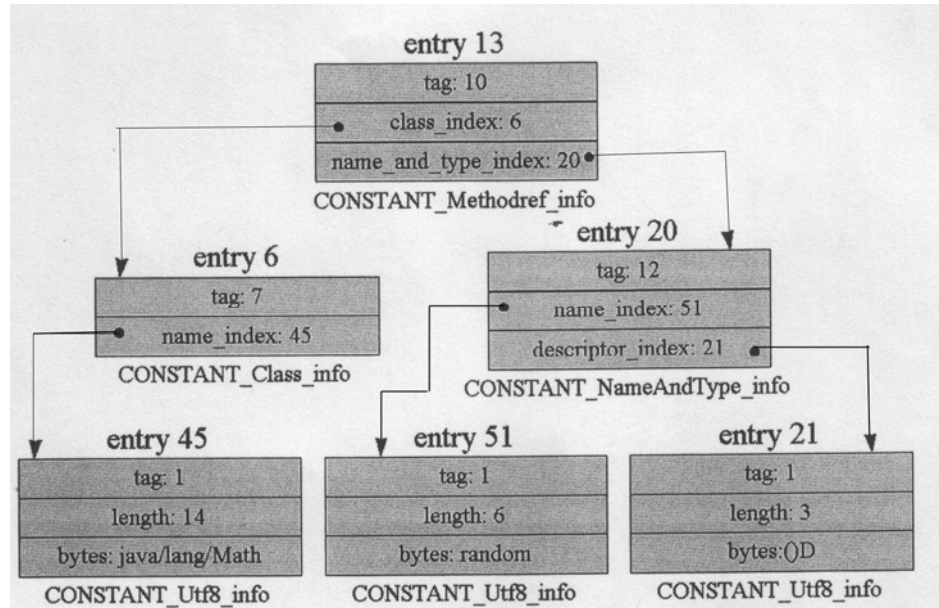 entry 13
tag: 10
class_index: 6
name_and_type_index: 20
CONSTANT_Methodref_info
entry 6
tag: 7
name_index: 45
CONSTANT_Class_info
entry 20
tag: 12
name_index: 51
descriptor_index: 21
CONSTANT_NameAndType_info
entry 45
tag: 1
length: 14
bytes: java/lang/Math
CONSTANT_Utf8_info
entry 51
tag: 1
length: 6
bytes: random
CONSTANT_Utf8_info
entry 21
tag: 1
length: 3
bytes:()D
CONSTANT_Utf8_info